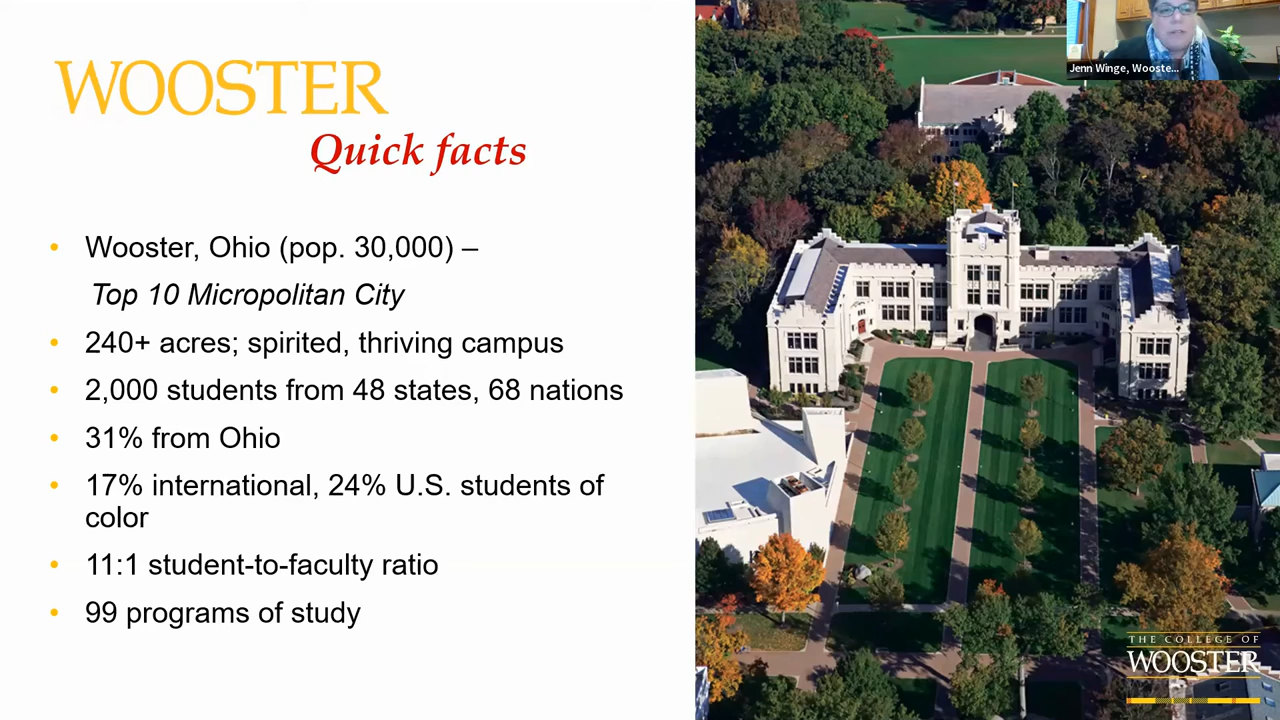 WOOSTER
Quick facts
• Wooster, Ohio (pop. 30,000) –
Top 10 Micropolitan City
• 240+ acres; spirited, thriving campus
• 2,000 students from 48 states, 68 nations
• 31% from Ohio
• 17% international, 24% U.S. students of
color
• 11:1 student-to-faculty ratio
• 99 programs of study
Jenn Winge, Wooste...
THE COLLEGE OF
WOOSTER